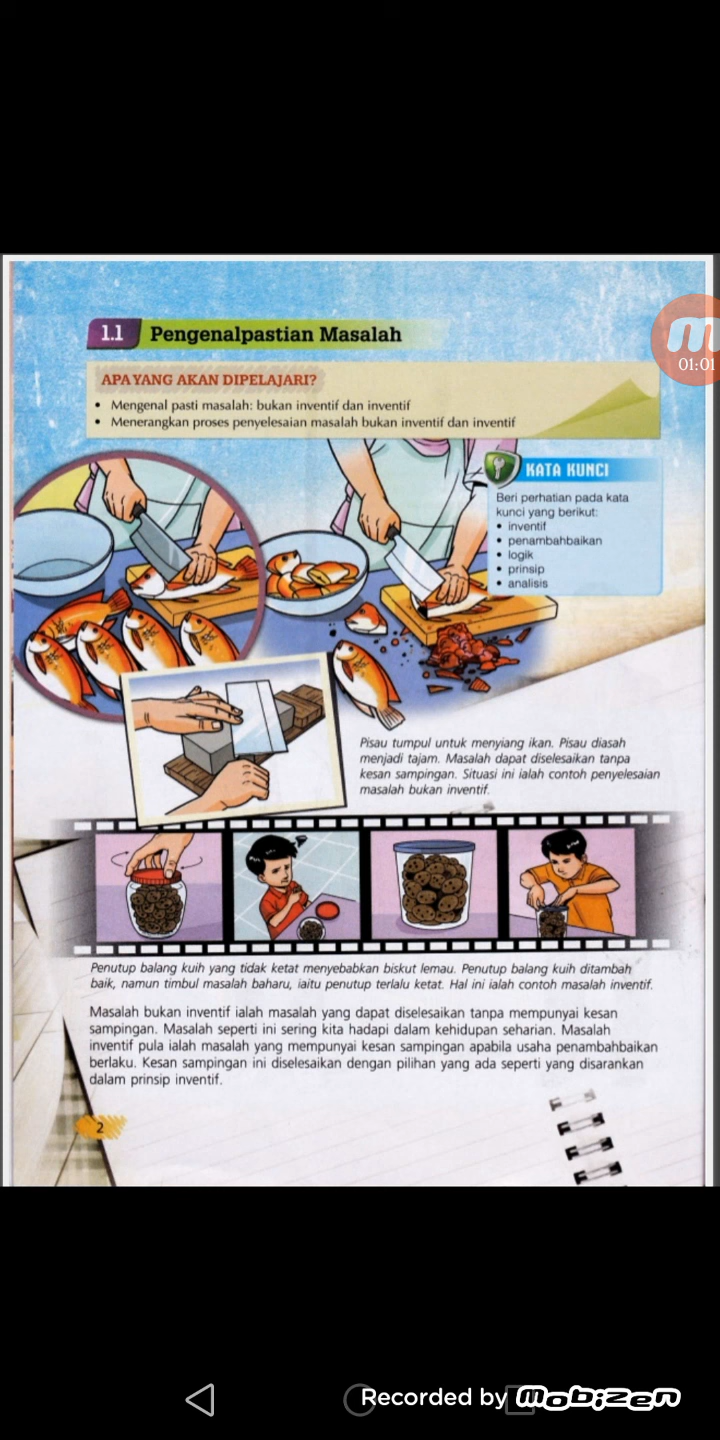 1.1 Pengenalpastian Masalah
01:01
APA YANG AKAN DIPELAJARI?
• Mengenal pasti masalah: bukan inventif dan inventif
• Menerangkan proses penyelesaian masalah bukan inventif dan inventif
KATA KUNCI
Beri perhatian pada kata
kunci yang berikut:
• inventif
• penambahbaikan
• logik
• prinsip
• analisis
Pisau tumpul untuk menyiang ikan. Pisau diasah
menjadi tajam. Masalah dapat diselesaikan tanpa
kesan sampingan. Situasi ini ialah contoh penyelesaian
masalah bukan inventif.
Penutup balang kuih yang tidak ketat menyebabkan biskut lemau. Penutup balang kuih ditambah
baik, namun timbul masalah baharu, iaitu penutup terlalu ketat. Hal ini ialah contoh masalah inventif.
Masalah bukan inventif ialah masalah yang dapat diselesaikan tanpa mempunyai kesan
sampingan. Masalah seperti ini sering kita hadapi dalam kehidupan seharian. Masalah
inventif pula ialah masalah yang mempunyai kesan sampingan apabila usaha penambahbaikan
berlaku. Kesan sampingan ini diselesaikan dengan pilihan yang ada seperti yang disarankan
dalam prinsip inventif.
2
Recorded by mobizen